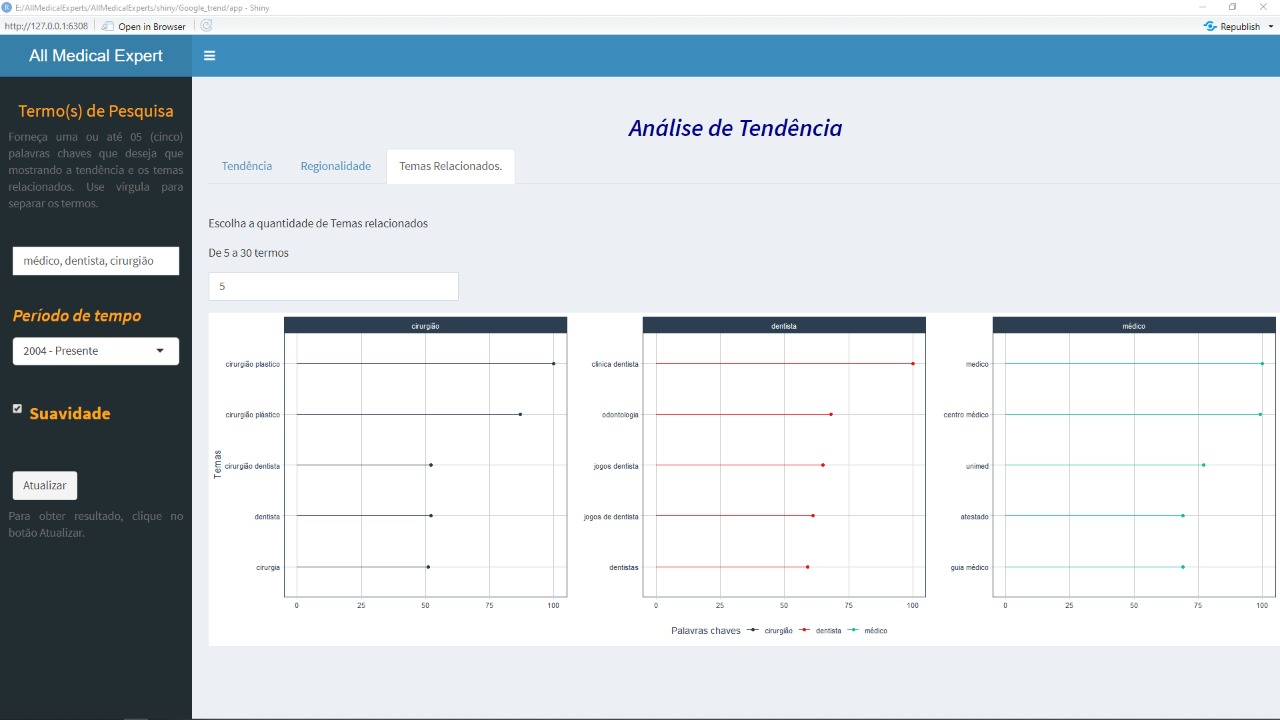 E:/AllMedicalExperts/AllMedicalExperts/shiny/Google_trend/app - Shiny
http://127.0.0.1:6308 Open in Browser Republish
All Medical Expert
Termo(s) de Pesquisa
Forneça uma ou até 05 (cinco)
palavras chaves que deseja que
mostrando a tendência e os temas
relacionados. Use vírgula para
separar os termos.
médico, dentista, cirurgião
Período de tempo
2004 - Presente
Suavidade
Atualizar
Para obter resultado, clique no
botão Atualizar.
Análise de Tendência
Tendência Regionalidade Temas Relacionados.
Escolha a quantidade de Temas relacionados
De 5 a 30 termos
5
Temas
cirurgião
cirurgião plastico
cirurgião plástico
cirurgião dentista
dentista
cirurgia
0 25 50 75 100
dentista
clinica dentista
odontologia
jogos dentista
jogos de dentista
dentistas
0 25 50 75 100
médico
medico
centro médico
unimed
atestado
guia médico
0 25 50 75 100
Palavras chaves cirurgião dentista médico